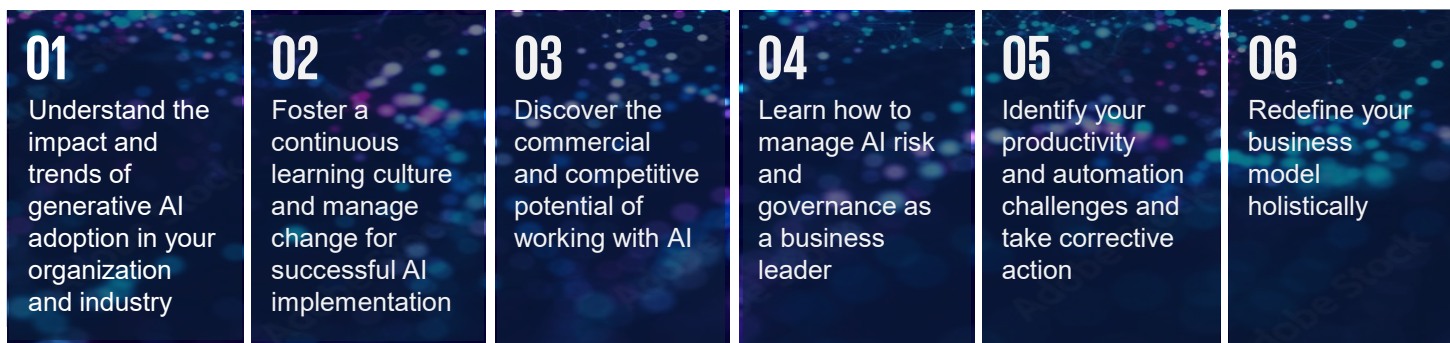 01
Understand the
impact and
trends of
generative AI
adoption in your
organization
and industry
02
Foster a
continuous
learning culture
and manage
change for
successful AI
implementation
03
Discover the
commercial
and competitive
potential of
working with AI
04
Learn how to
manage AI risk
and
governance as
a business
leader
05
Identify your
productivity
and automation
challenges and
take corrective
action
06
Redefine your
business
model
holistically
Adobe Stock